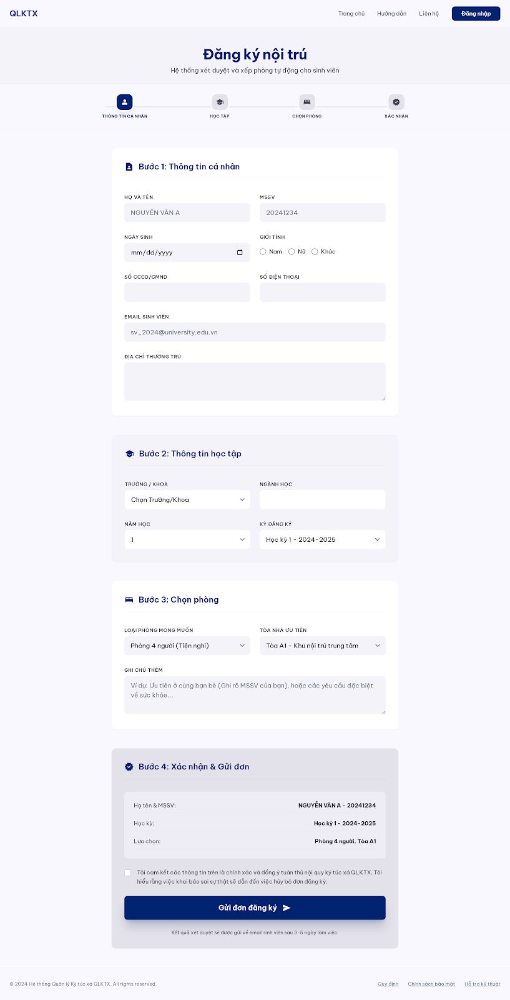 QLKTX
Trang chủ
Hướng dẫn
Liên hệ
Đăng nhập
Đăng ký nội trú
Hệ thống xét duyệt và xếp phòng tự động cho sinh viên
THÔNG TIN CÁ NHÂN
HỌC TẬP
CHỌN PHÒNG
XÁC NHẬN
Bước 1: Thông tin cá nhân
HỌ VÀ TÊN
MSSV
NGUYỄN VĂN A
20241234
NGÀY SINH
GIỚI TÍNH
mm/dd/yyyy
Nam
Nữ
Khác
SỐ CCCD/CMND
SỐ ĐIỆN THOẠI
EMAIL SINH VIÊN
sv_2024@university.edu.vn
ĐỊA CHỈ THƯỜNG TRÚ
Bước 2: Thông tin học tập
TRƯỜNG / KHOA
NGÀNH HỌC
Chọn Trường/Khoa
NĂM HỌC
KỲ ĐĂNG KÝ
1
Học kỳ 1 - 2024-2025
Bước 3: Chọn phòng
LOẠI PHÒNG MONG MUỐN
TÒA NHÀ ƯU TIÊN
Phòng 4 người (Tiện nghi)
Tòa A1 - Khu nội trú trung tâm
GHI CHÚ THÊM
Ví dụ: Ưu tiên ở cùng bạn bè (Ghi rõ MSSV của bạn), hoặc các yêu cầu đặc biệt
về sức khỏe...
Bước 4: Xác nhận & Gửi đơn
Họ tên & MSSV:
NGUYỄN VĂN A - 20241234
Học kỳ:
Học kỳ 1 - 2024-2025
Lựa chọn:
Phòng 4 người, Tòa A1
Tôi cam kết các thông tin trên là chính xác và đồng ý tuân thủ nội quy ký túc xá QLKTX. Tôi
hiểu rằng việc khai báo sai sự thật sẽ dẫn đến việc hủy bỏ đơn đăng ký.
Gửi đơn đăng ký
Kết quả xét duyệt sẽ được gửi về email sinh viên sau 3-5 ngày làm việc.
© 2024 Hệ thống Quản lý Ký túc xá QLKTX. All rights reserved.
Quy định
Chính sách bảo mật
Hỗ trợ kỹ thuật